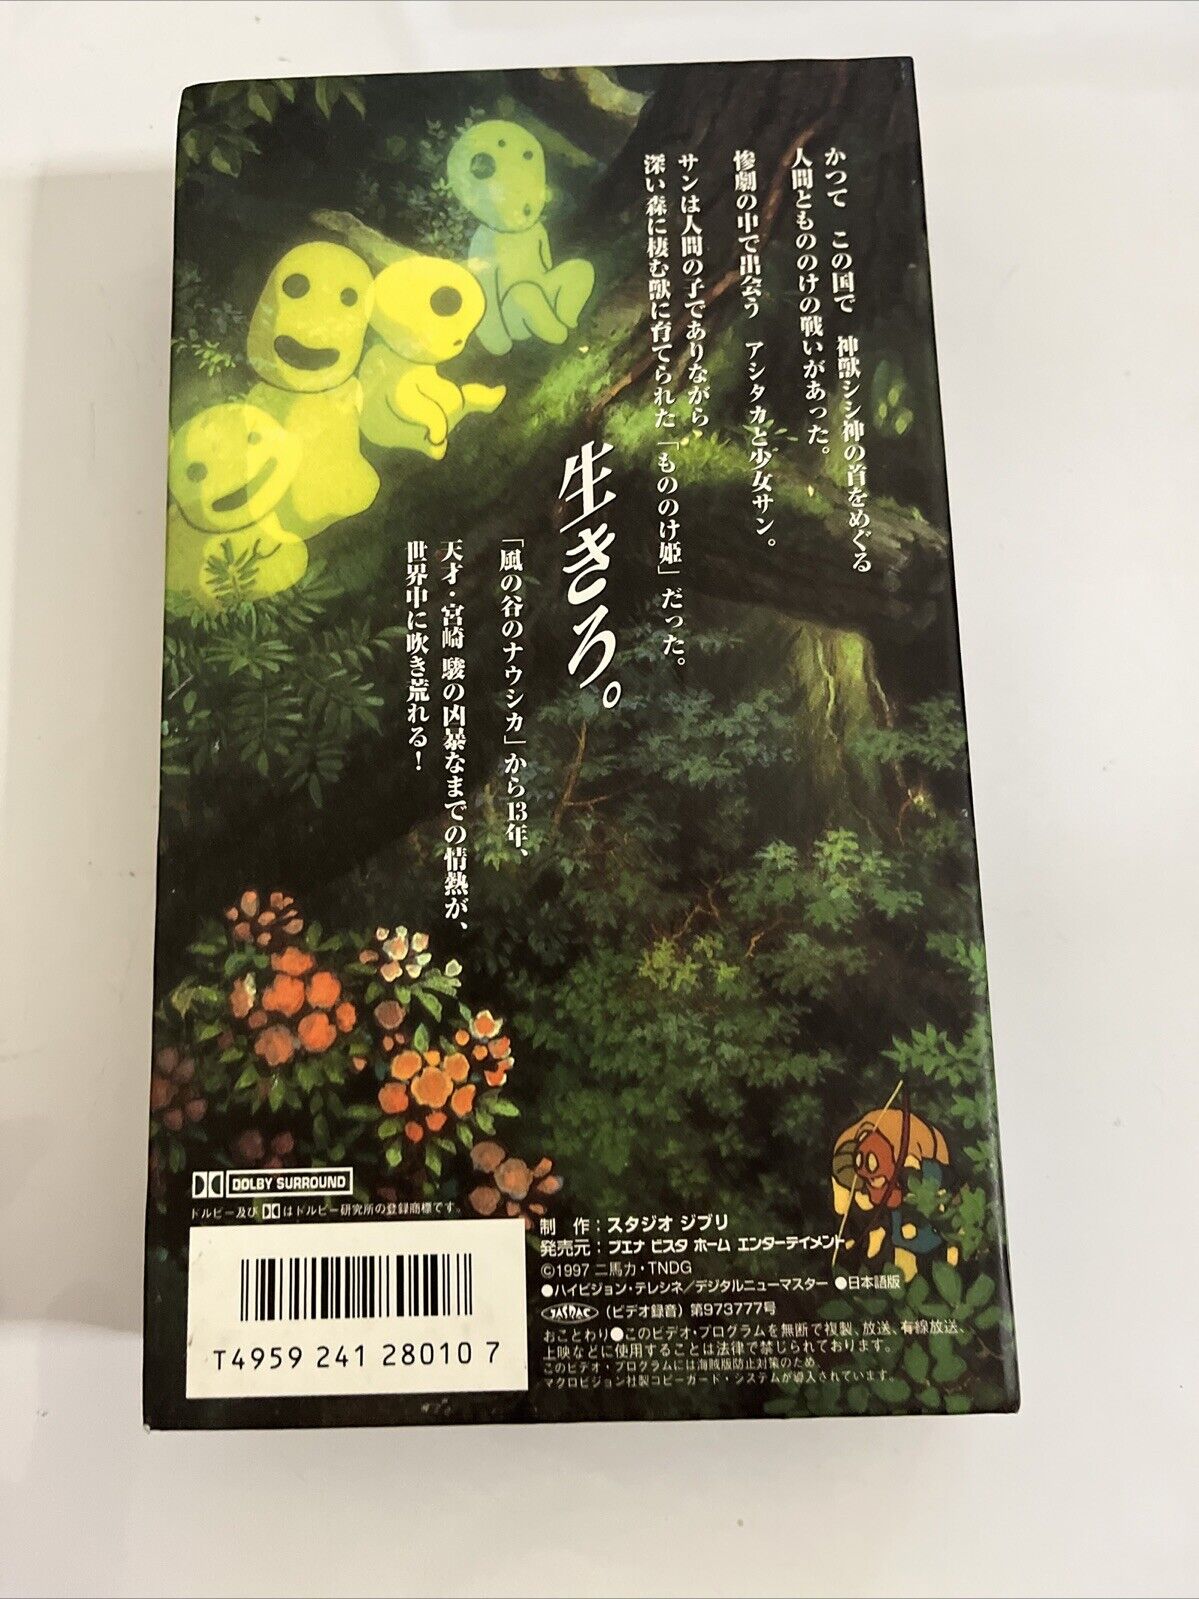 かつて この国で 神獣シシ神の首をめぐる
人間ともののけの戦いがあった。
惨劇の中で出会う アシタカと少女サン。
サンは人間の子でありながら
深い森に棲む獣に育てられた「もののけ姫」だった。
生きろ。
「風の谷のナウシカ」から13年、
天才・宮崎 駿の凶暴なまでの情熱が、
世界中に吹き荒れる!
DOLBY SURROUND
ドルビー及び はドルビー研究所の登録商標です。
T4959 241 28010 7
制 作:スタジオ ジブリ
発売元:ブエナ ビスタ ホーム エンターテイメント
©1997 二馬力・TNDG
●ハイビジョン・テレシネ/デジタルニューマスター ●日本語版
JASRAC (ビデオ録音) 第973777号
おことわり●このビデオ・プログラムを無断で複製、放送、有線放送、
上映などに使用することは法律で禁じられております。
このビデオ・プログラムには海賊版防止対策のため
マクロビジョン社製コピーガード・システムが導入されています。